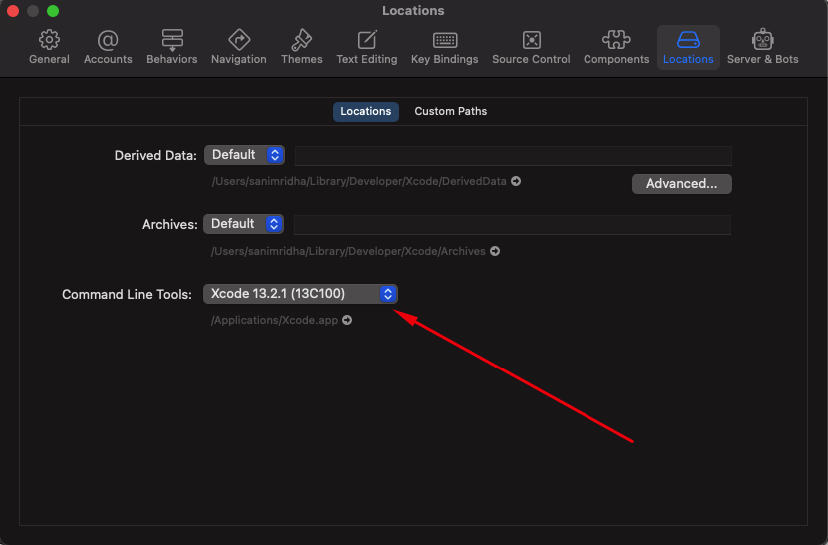 Locations
General Accounts Behaviors Navigation Themes Text Editing Key Bindings Source Control Components Locations Server & Bots
Locations Custom Paths
Derived Data: Default
/Users/sanimridha/Library/Developer/Xcode/DerivedData
Advanced...
Archives: Default
/Users/sanimridha/Library/Developer/Xcode/Archives
Command Line Tools: Xcode 13.2.1 (13C100)
/Applications/Xcode.app